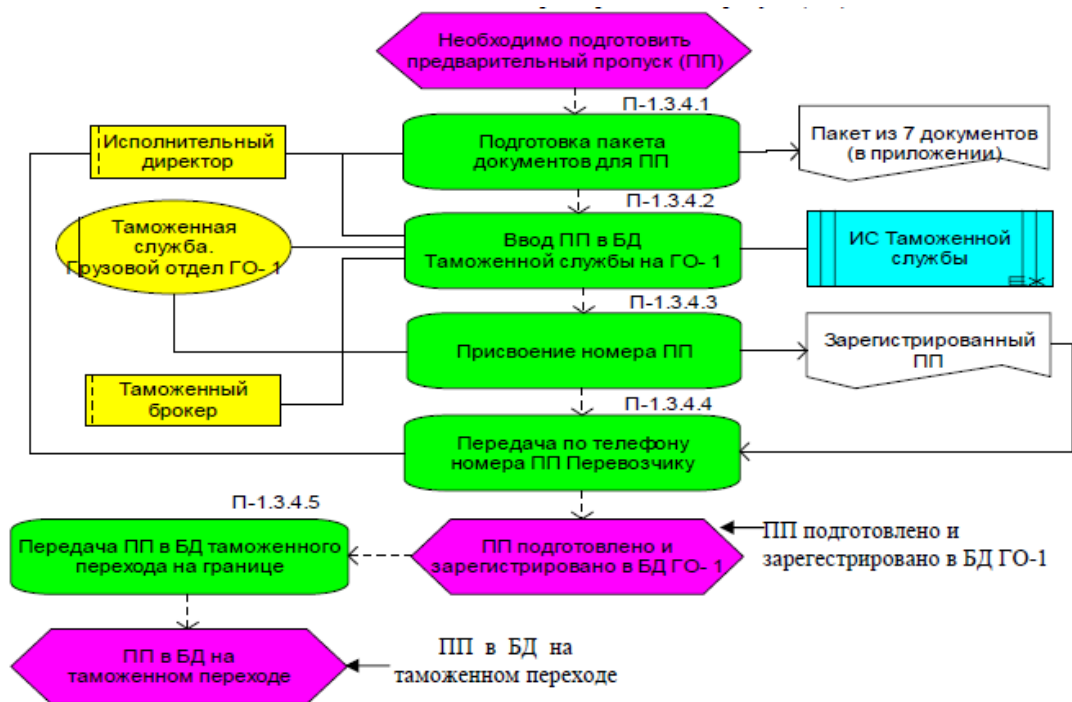 Необходимо подготовить
предварительный пропуск (ПП)
П-1.3.4.1
Исполнительный
директор
Подготовка пакета
документов для ПП
Пакет из 7 документов
(в приложении)
П-1.3.4.2
Таможенная
служба.
Грузовой отдел ГО- 1
Ввод ПП в БД
Таможенной службы на ГО- 1
ИС Таможенной
службы
П-1.3.4.3
Присвоение номера ПП
Зарегистрированный
ПП
Таможенный
брокер
П-1.3.4.4
Передача по телефону
номера ПП Перевозчику
П-1.3.4.5
Передача ПП в БД таможенного
перехода на границе
ПП подготовлено и
зарегистрировано в БД ГО- 1
ПП подготовлено и
зарегестрировано в БД ГО-1
ПП в БД на
таможенном переходе
ПП в БД на
таможенном переходе